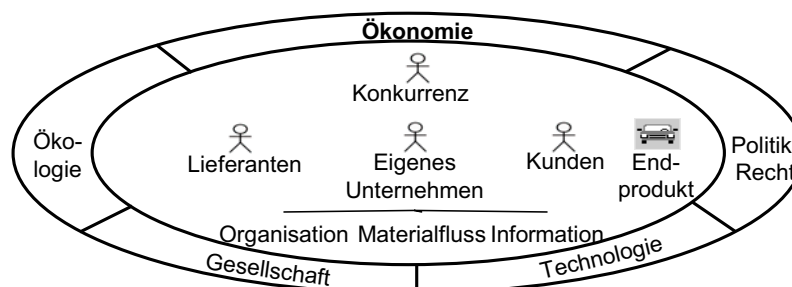 Ökonomie
Konkurrenz
Öko-
logie
Lieferanten
Eigenes
Unternehmen
Kunden
End-
produkt
Politik
Recht
Organisation Materialfluss Information
Gesellschaft
Technologie